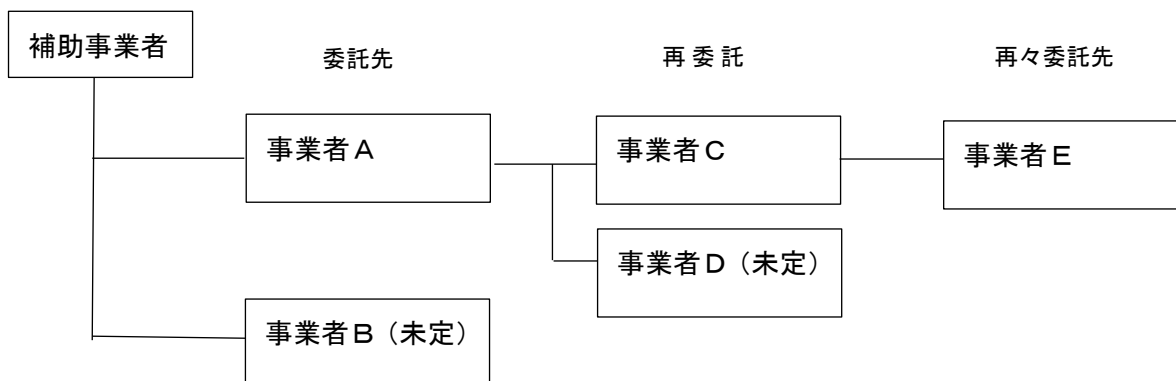 補助事業者
委託先
再委託
再々委託先
事業者A
事業者C
事業者E
事業者D（未定）
事業者B（未定）